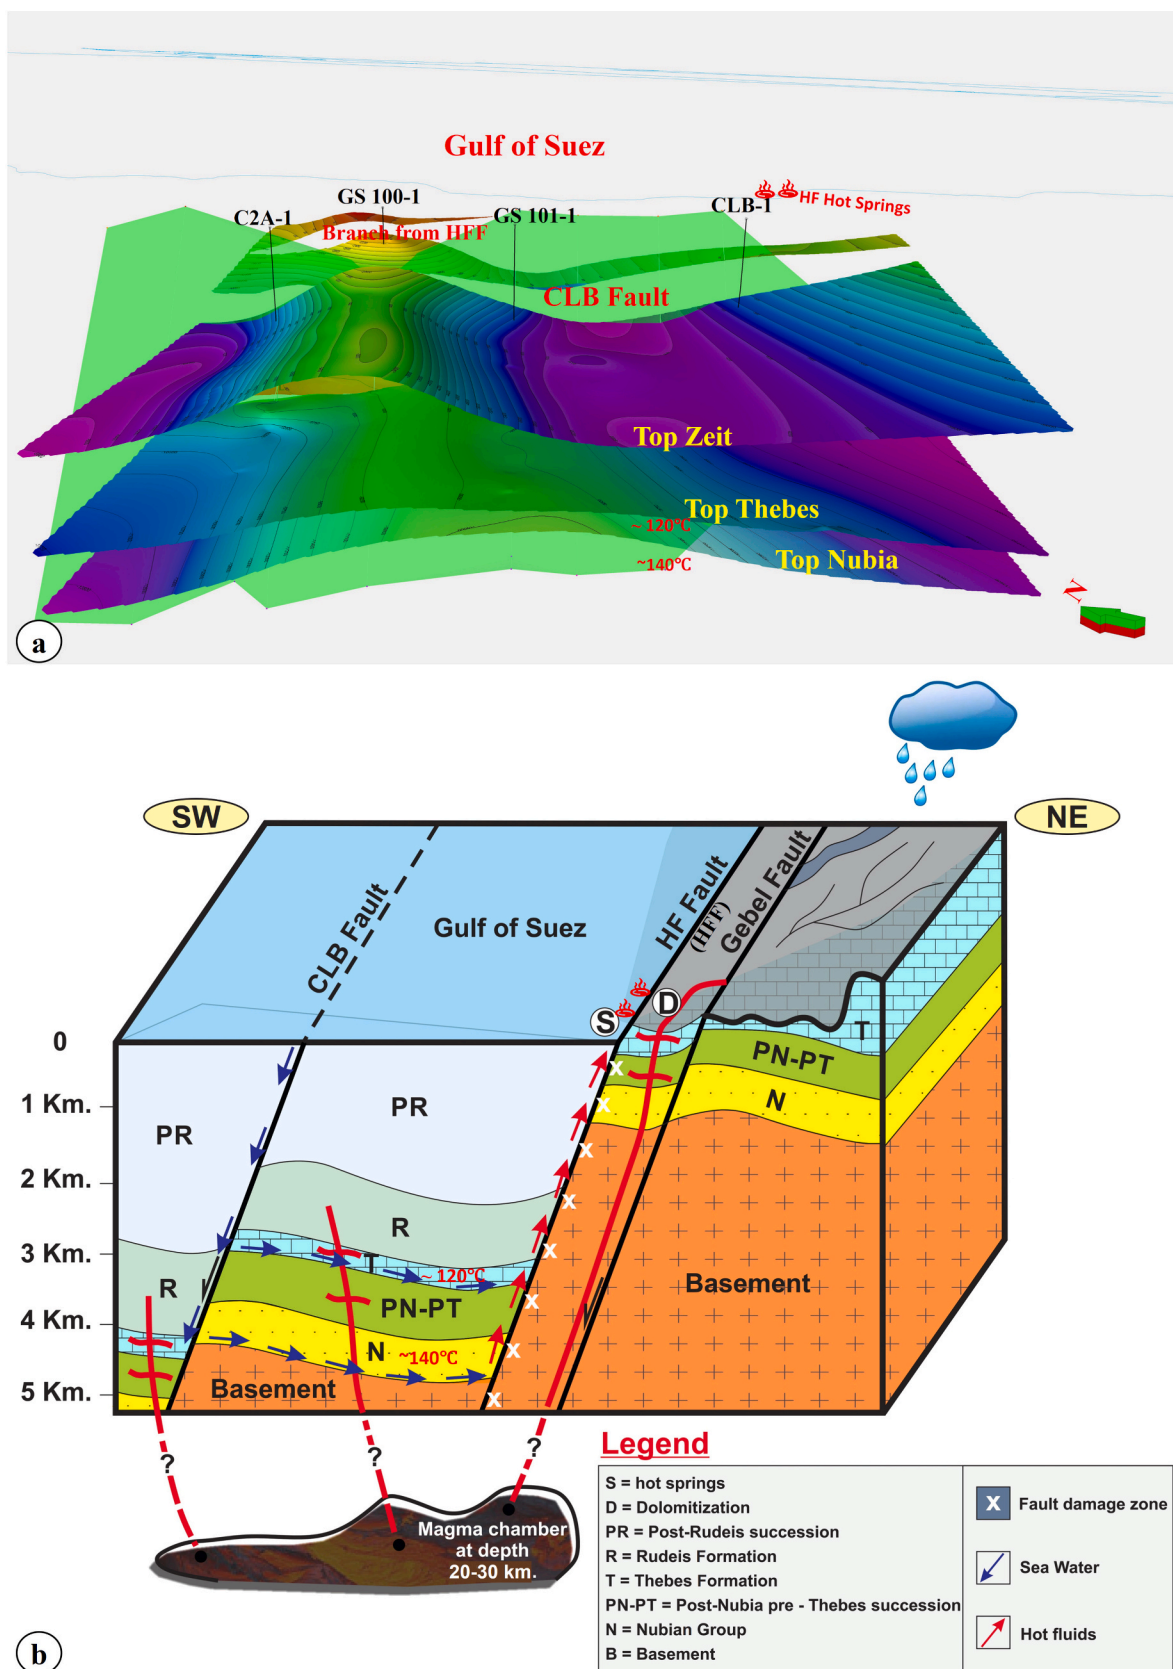 Gulf of Suez
HF Hot Springs
GS 100-1
C2A-1
GS 101-1
CLB-1
Branch from HFF
CLB Fault
Top Zeit
Top Thebes
~ 120°C
Top Nubia
~140°C
N
a
SW
NE
CLB Fault
Gulf of Suez
HF Fault
(HFF)
Gebel Fault
S
D
T
0
PN-PT
1 Km.
PR
N
PR
2 Km.
R
3 Km.
T
~ 120°C
R
PN-PT
Basement
4 Km.
N
~140°C
Basement
5 Km.
?
?
?
Magma chamber
at depth
20-30 km.
Legend
S = hot springs
D = Dolomitization
PR = Post-Rudeis succession
R = Rudeis Formation
T = Thebes Formation
PN-PT = Post-Nubia pre - Thebes succession
N = Nubian Group
B = Basement
X Fault damage zone
Sea Water
Hot fluids
b